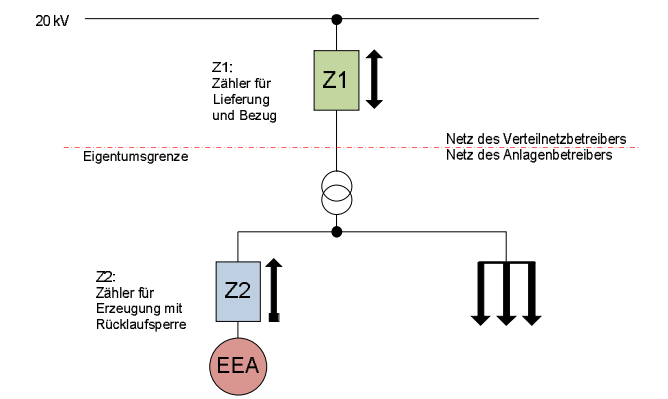 20 kV
Z1:
Zähler für
Lieferung
und Bezug
Z1
Netz des Verteilnetzbetreibers
Eigentumsgrenze
Netz des Anlagenbetreibers
Z2:
Zähler für
Erzeugung mit
Rücklaufsperre
Z2
EEA